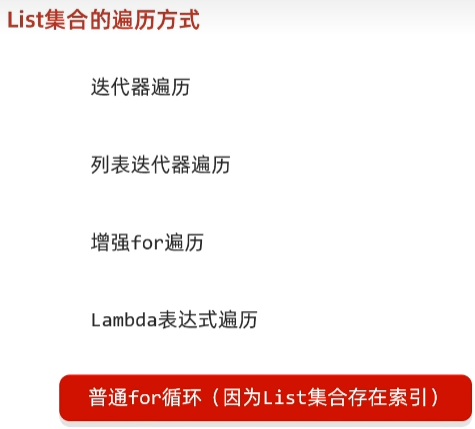 List集合的遍历方式
迭代器遍历
列表迭代器遍历
增强for遍历
Lambda表达式遍历
普通for循环（因为List集合存在索引）